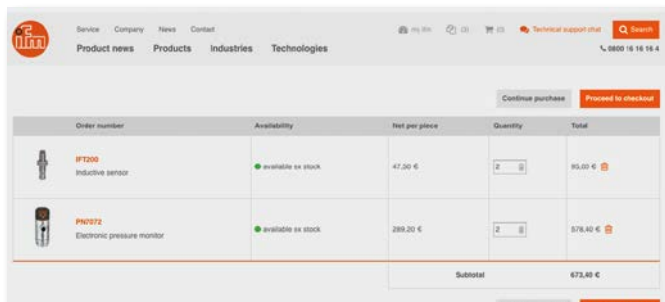 ifm
Service Company News Contact
my ifm (3) (0) Technical support chat Search
Product news Products Industries Technologies
0800 16 16 16 4
Continue purchase Proceed to checkout
Order number Availability Net per piece Quantity Total
IFT200
Inductive sensor
available ex stock 47,50 € 2 95,00 €
PN7072
Electronic pressure monitor
available ex stock 289,20 € 2 578,40 €
Subtotal 673,40 €